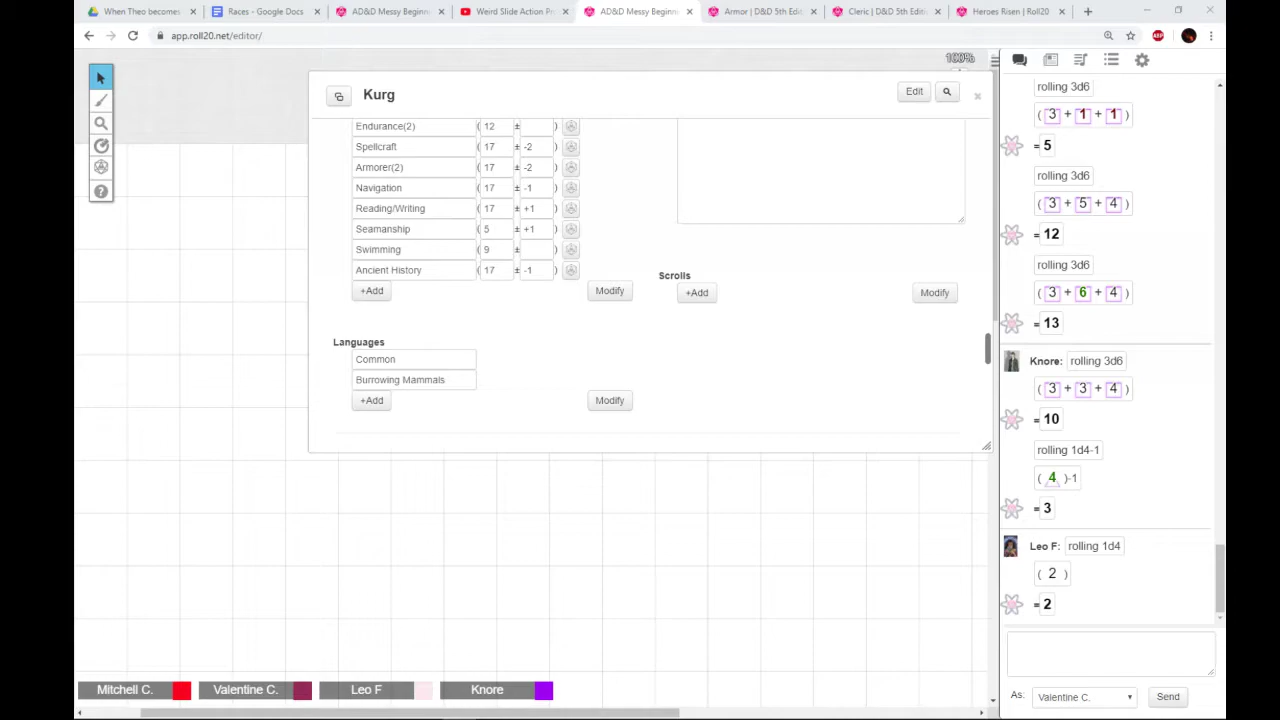 When Theo becomes
Races - Google Docs
AD&D Messy Beginn
Weird Slide Action Pr
AD&D Messy Beginn
Armor | D&D 5th Edit
Cleric | D&D 5th Editi
Heroes Risen | Roll20
app.roll20.net/editor/
ABP
100%
Kurg
Edit
Endurance(2) ( 12 ± )
Spellcraft ( 17 ± -2 )
Armorer(2) ( 17 ± -2 )
Navigation ( 17 ± -1 )
Reading/Writing ( 17 ± +1 )
Seamanship ( 5 ± +1 )
Swimming ( 9 ± )
Ancient History ( 17 ± -1 )
+Add
Modify
Scrolls
+Add
Modify
Languages
Common
Burrowing Mammals
+Add
Modify
rolling 3d6
( 3 + 1 + 1 )
= 5
rolling 3d6
( 3 + 5 + 4 )
= 12
rolling 3d6
( 3 + 6 + 4 )
= 13
Knore: rolling 3d6
( 3 + 3 + 4 )
= 10
rolling 1d4-1
( 4 )-1
= 3
Leo F: rolling 1d4
( 2 )
= 2
As: Valentine C. Send
Mitchell C.
Valentine C.
Leo F
Knore